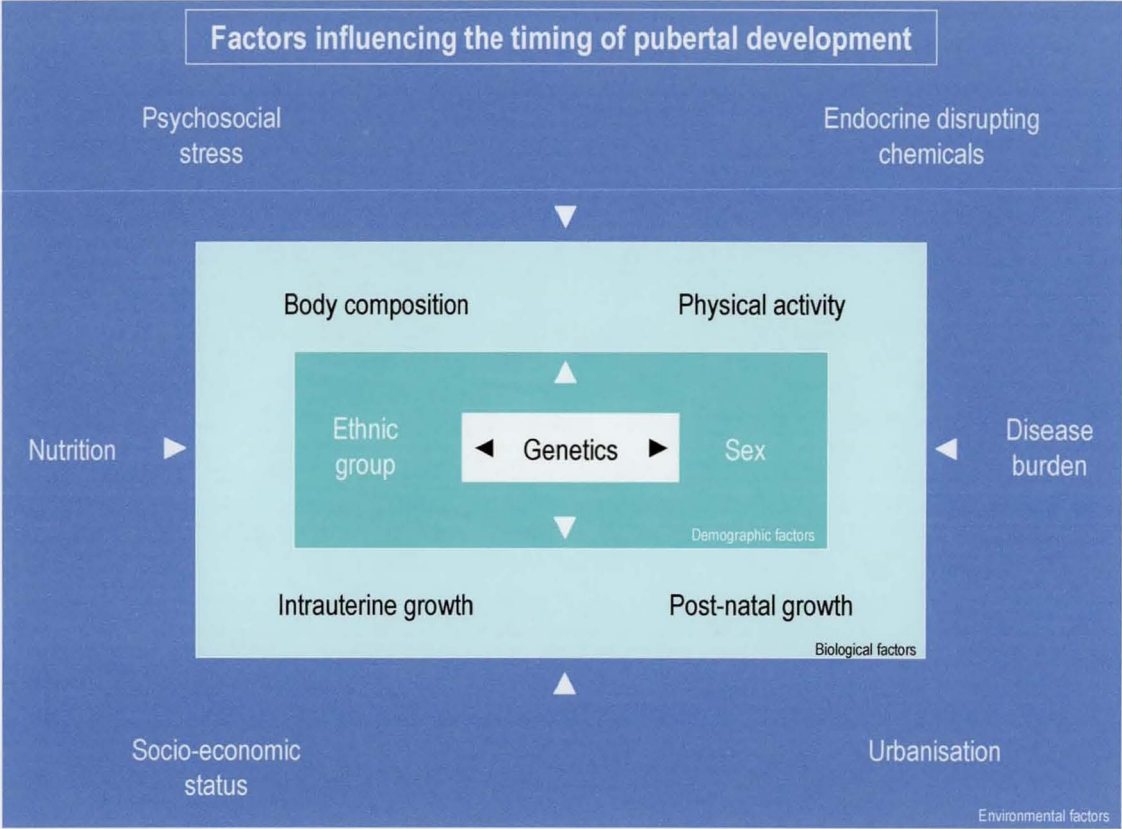 Factors influencing the timing of pubertal development
Psychosocial
stress
Endocrine disrupting
chemicals
Body composition
Physical activity
Nutrition
Ethnic
group
Genetics
Sex
Disease
burden
Demographic factors
Intrauterine growth
Post-natal growth
Biological factors
Socio-economic
status
Urbanisation
Environmental factors